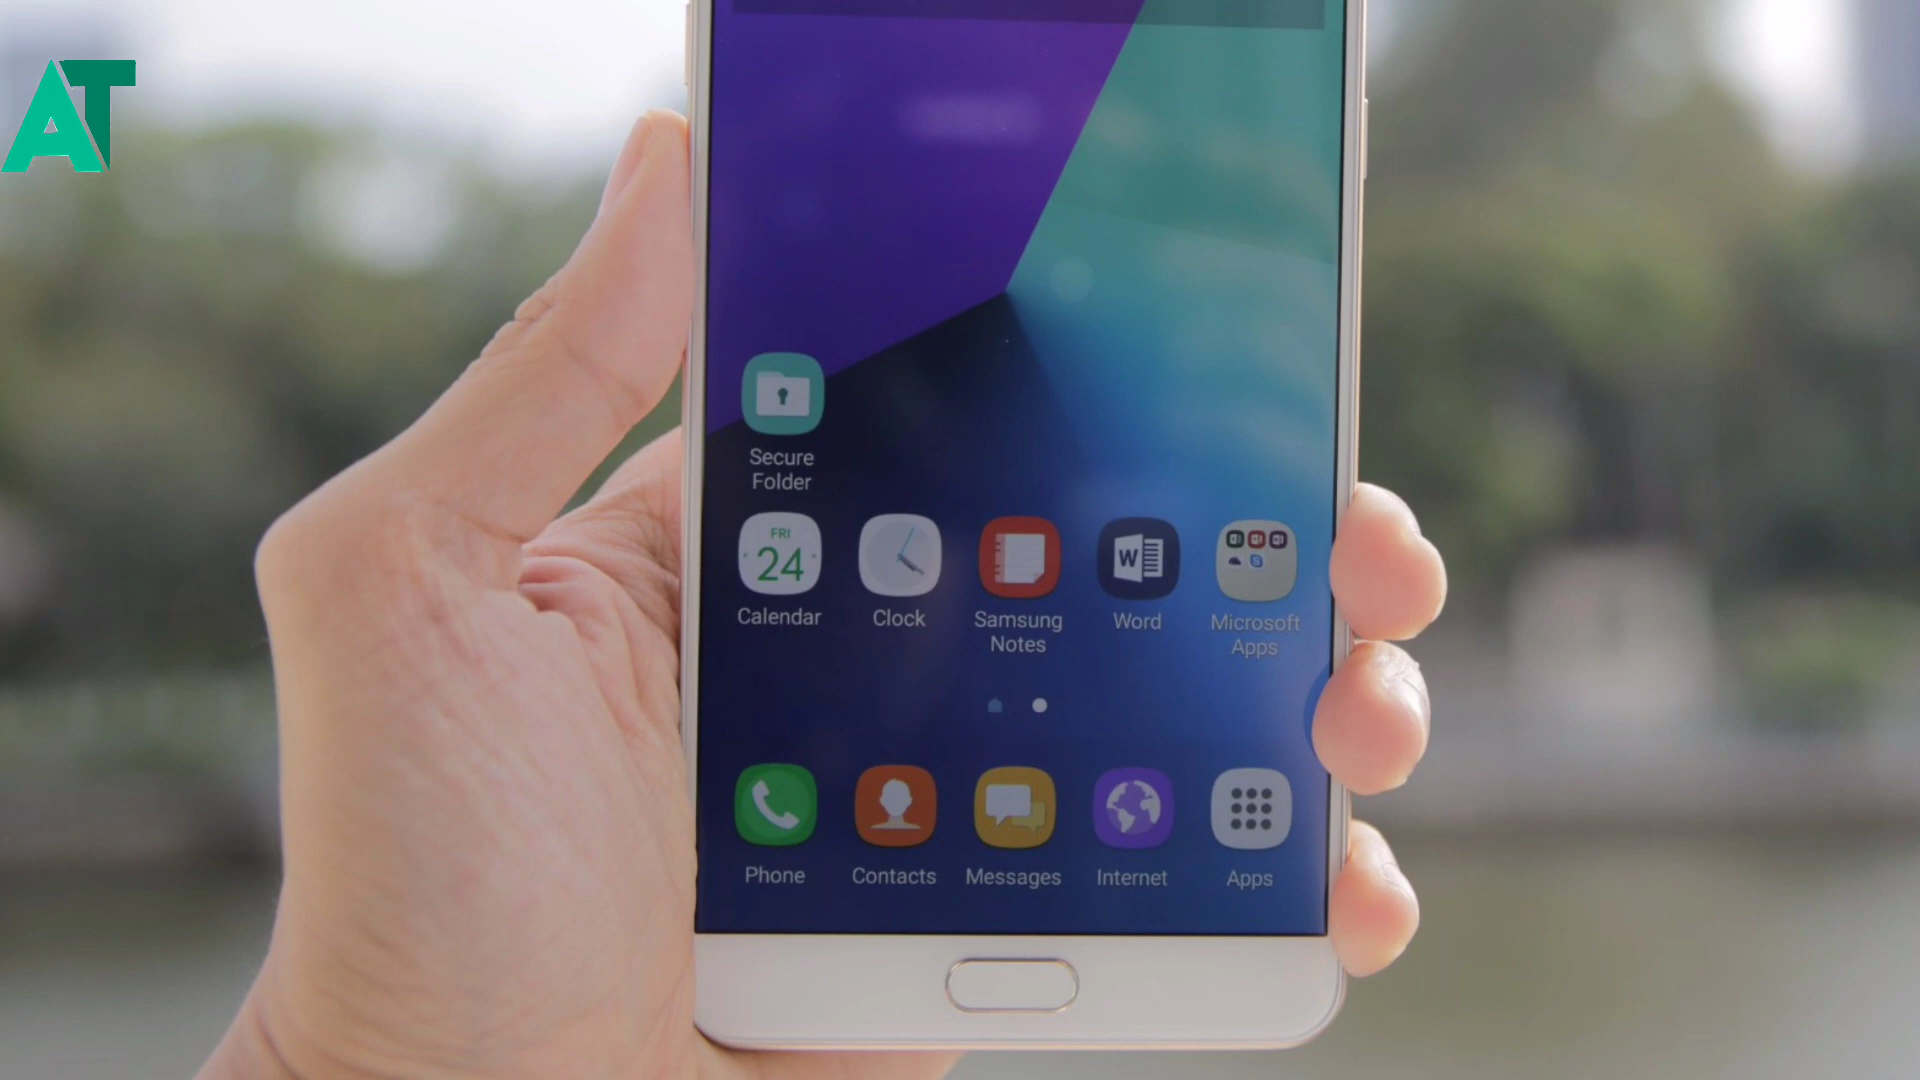 AT
Secure
Folder
FRI
24
Calendar
Clock
Samsung
Notes
W
Word
Microsoft
Apps
Phone
Contacts
Messages
Internet
Apps